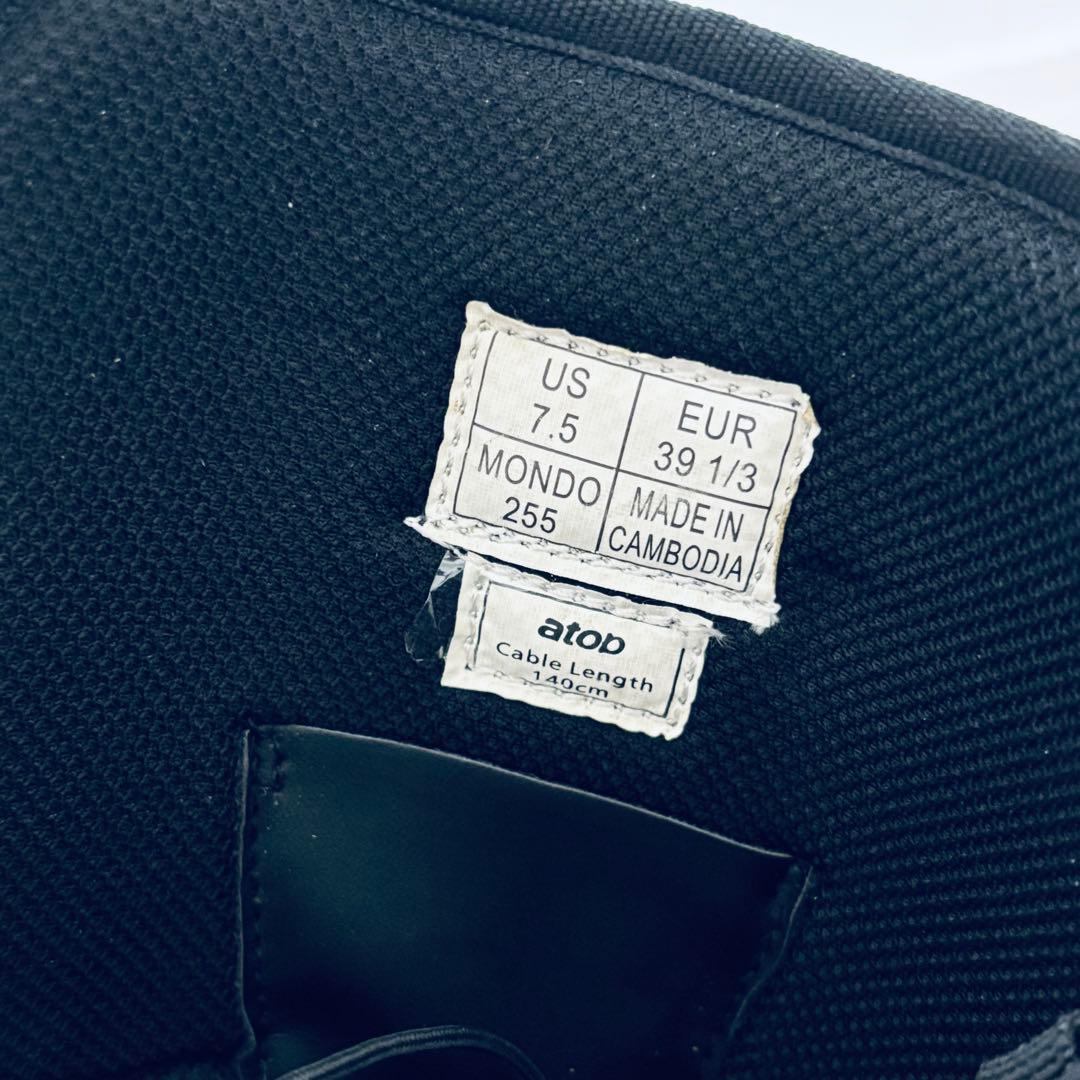 US
7.5
EUR
39 1/3
MONDO
255
MADE IN
CAMBODIA
atop
Cable Length
140cm